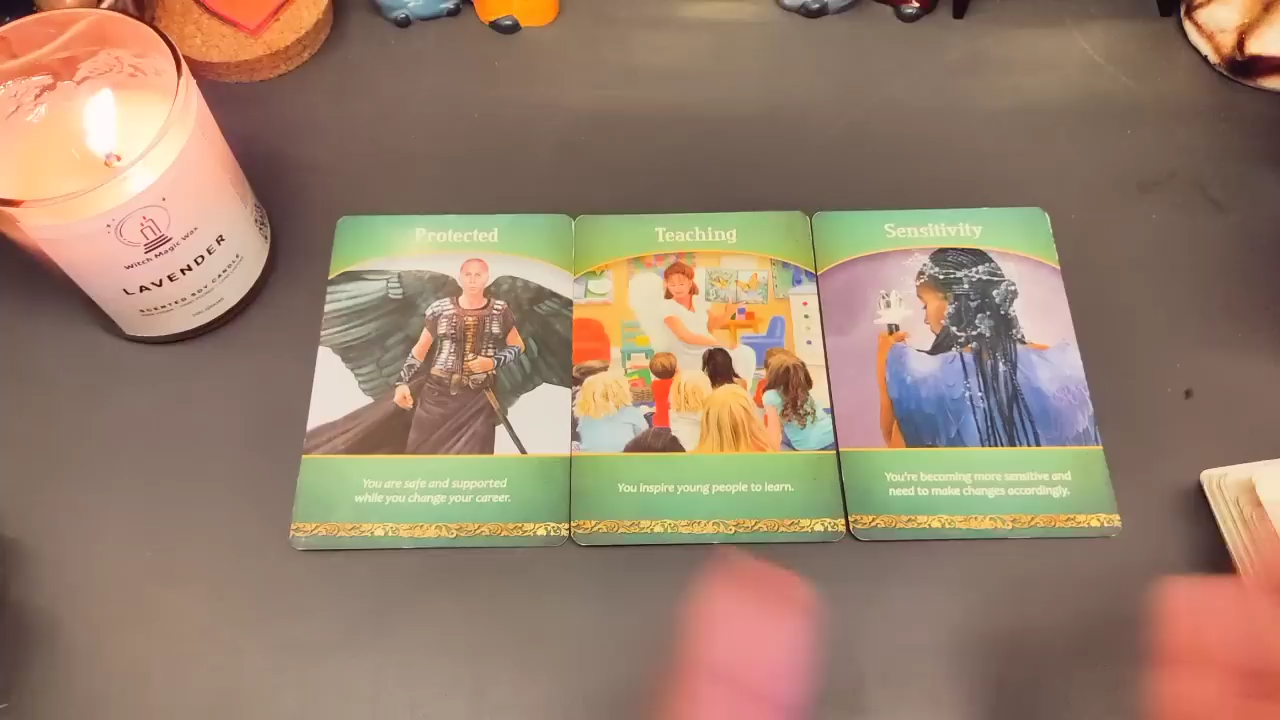 Witch Magic Wax
LAVENDER
SCENTED SOY CANDLE
Protected
You are safe and supported
while you change your career.
Teaching
You inspire young people to learn.
Sensitivity
You're becoming more sensitive and
need to make changes accordingly.